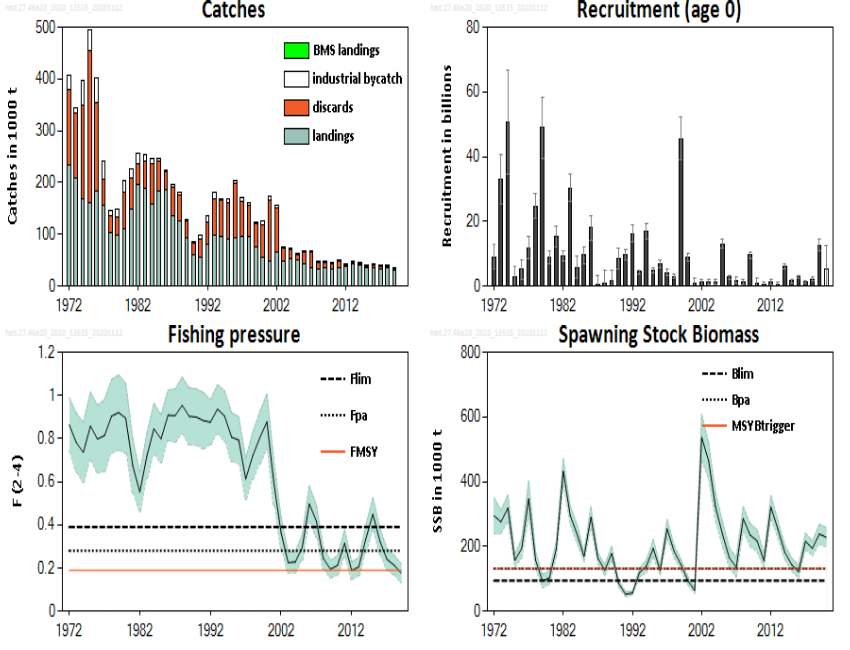 had.27.46a20_2020_13515_20201112
Catches
500
400
300
200
100
0
Catches in 1000 t
BMS landings
industrial bycatch
discards
landings
1972
1982
1992
2002
2012
Recruitment (age 0)
80
60
40
20
0
Recruitment in billions
1972
1982
1992
2002
2012
Fishing pressure
1.2
1
0.8
0.6
0.4
0.2
0
F (2-4)
Flim
Fpa
FMSY
1972
1982
1992
2002
2012
Spawning Stock Biomass
800
600
400
200
0
SSB in 1000 t
Blim
Bpa
MSYBtrigger
1972
1982
1992
2002
2012